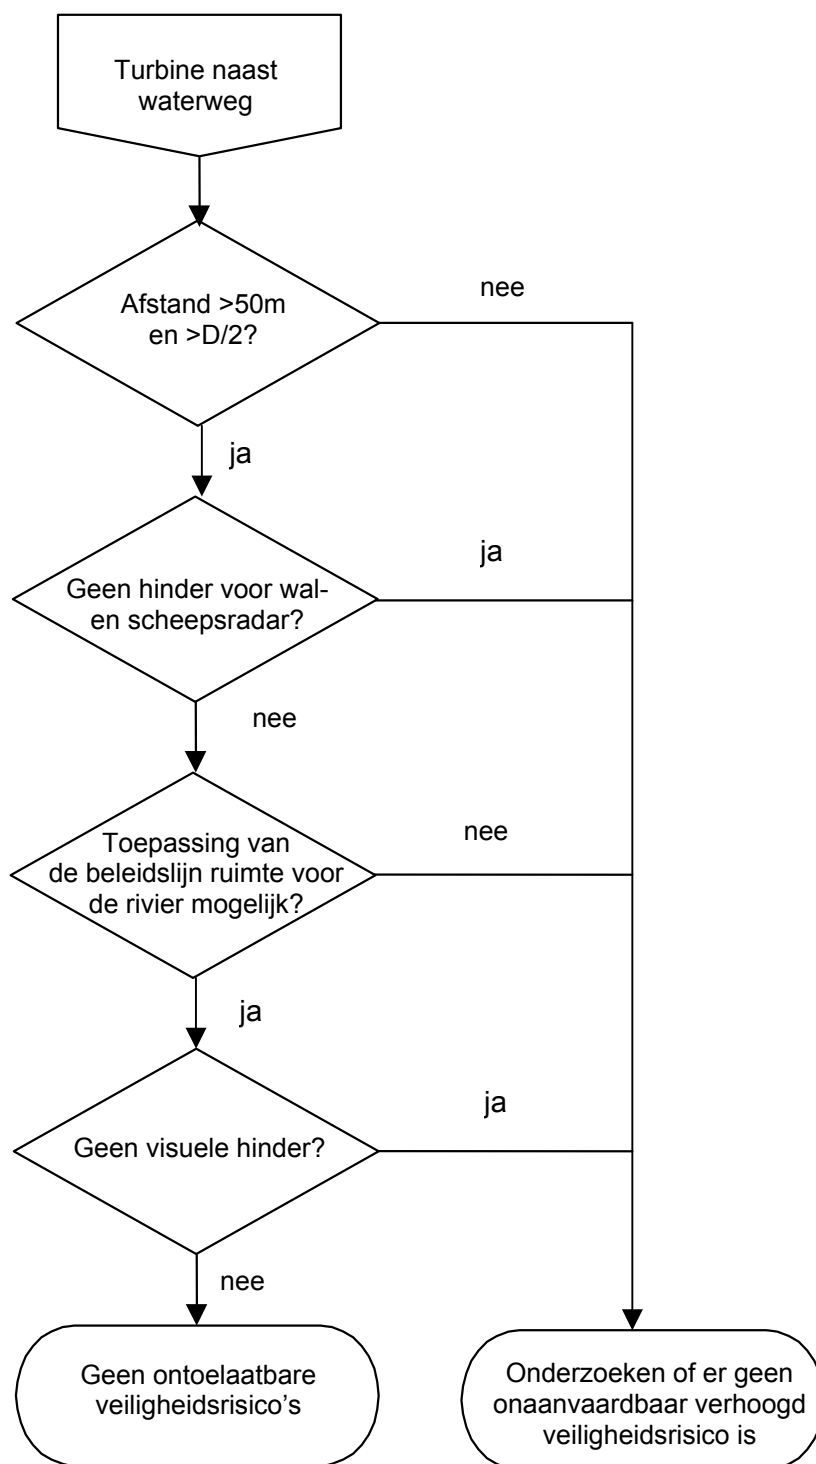 Turbine naast
waterweg
Afstand >50m
en >D/2?
nee
ja
Geen hinder voor wal-
en scheepsradar?
ja
nee
Toepassing van
de beleidslijn ruimte voor
de rivier mogelijk?
nee
ja
Geen visuele hinder?
ja
nee
Geen ontoelaatbare
veiligheidsrisico’s
Onderzoeken of er geen
onaanvaardbaar verhoogd
veiligheidsrisico is